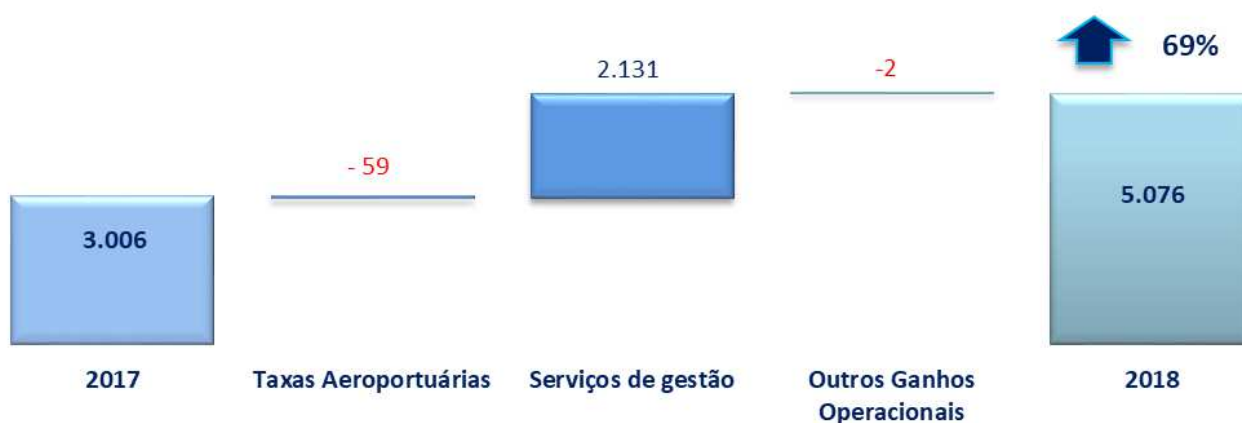 69%
2.131
-2
- 59
3.006
5.076
2017
Taxas Aeroportuárias
Serviços de gestão
Outros Ganhos
Operacionais
2018